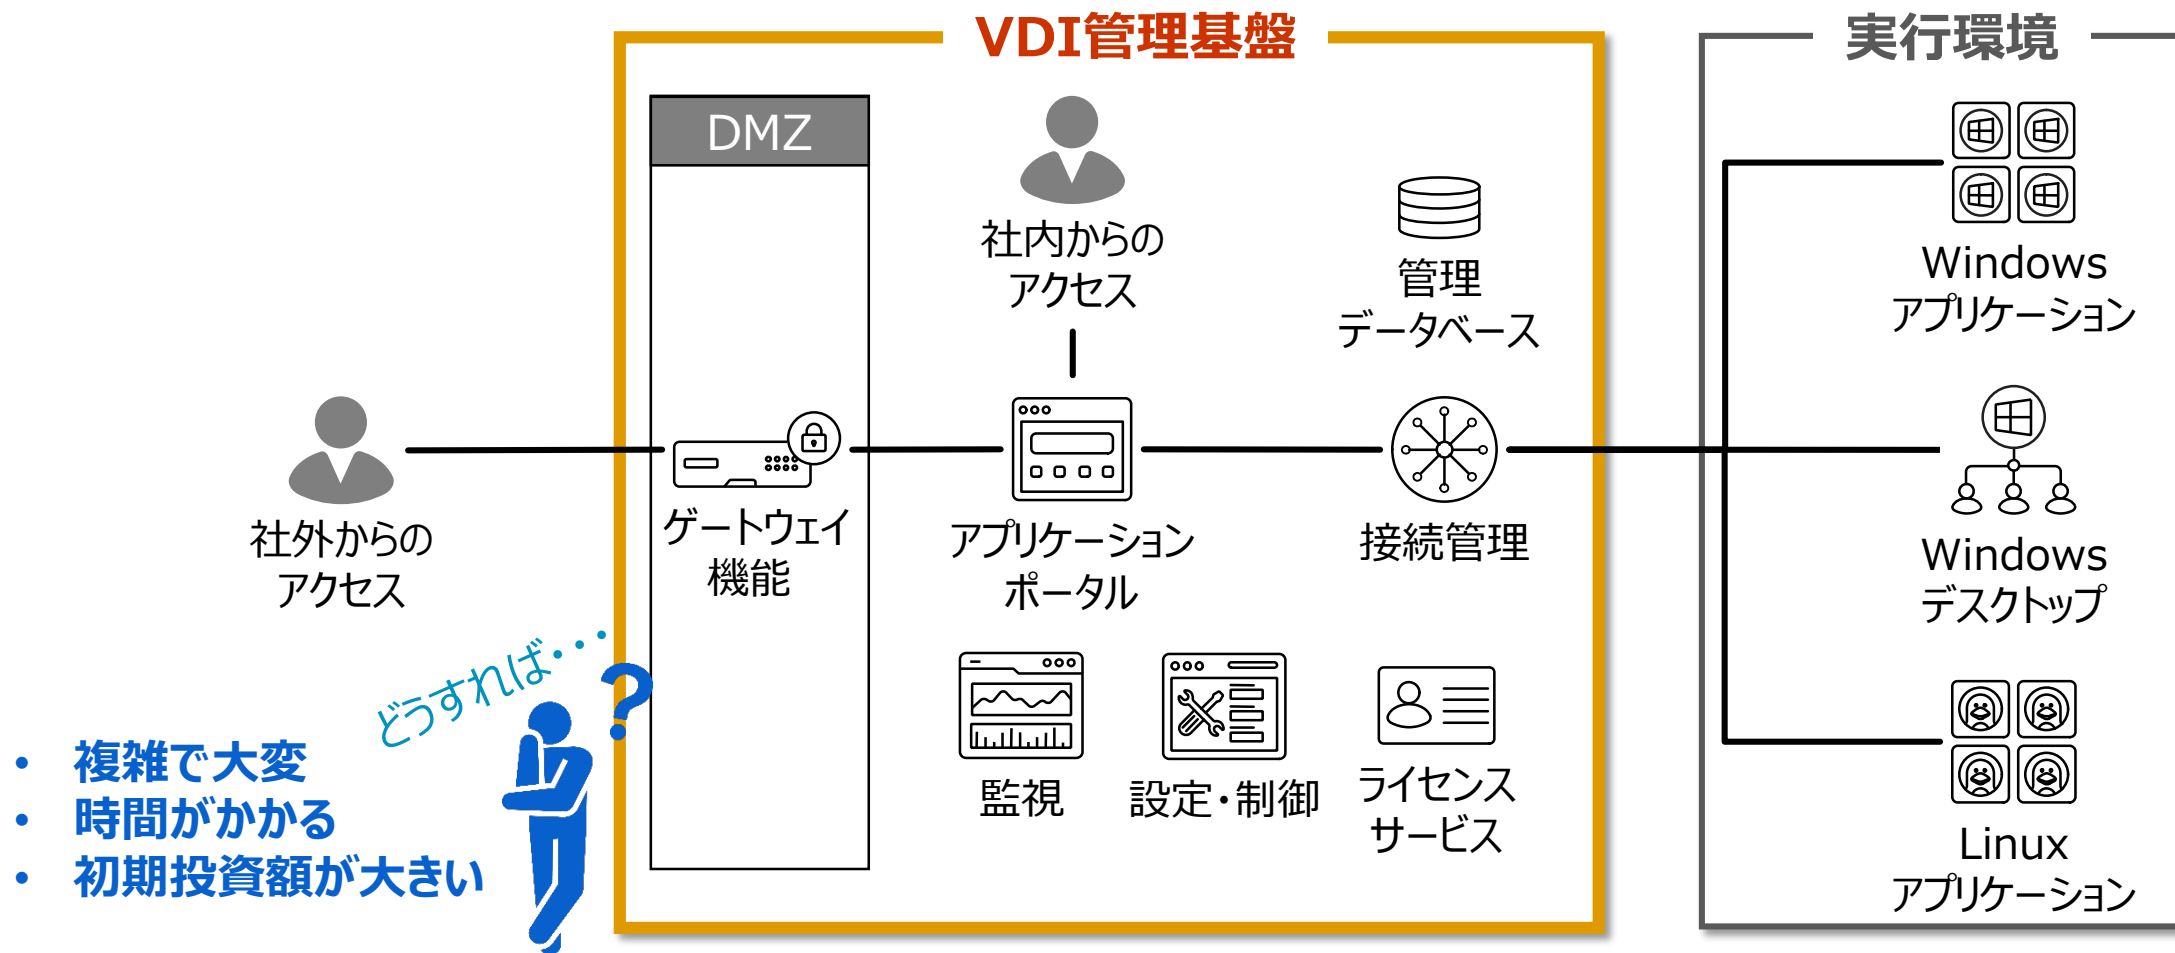 VDI管理基盤
実行環境
DMZ
社内からの
アクセス
管理
データベース
Windows
アプリケーション
社外からの
アクセス
ゲートウェイ
機能
アプリケーション
ポータル
接続管理
Windows
デスクトップ
どうすれば・・・
?
• 複雑で大変
• 時間がかかる
• 初期投資額が大きい
監視
設定・制御
ライセンス
サービス
Linux
アプリケーション